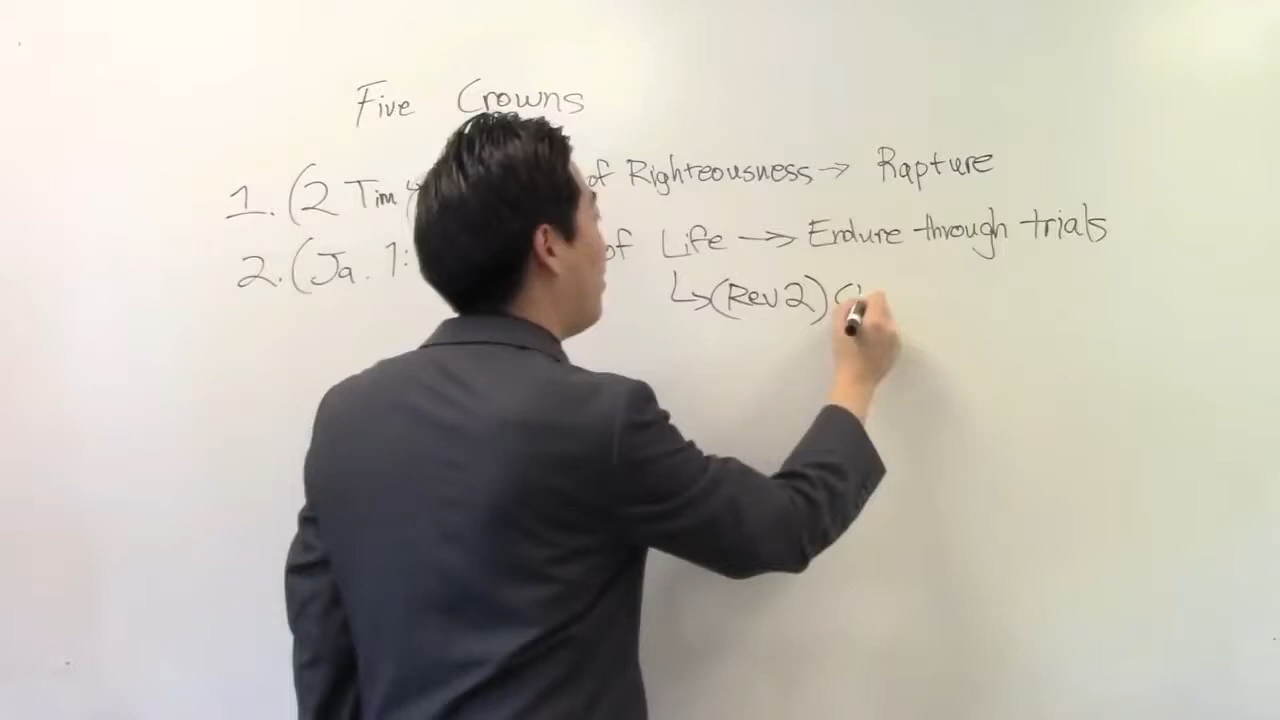 Five Crowns
1. (2 Tim of Righteousness → Rapture
2. (Ja. 1: of Life → Endure through trials
↳ (Rev 2)